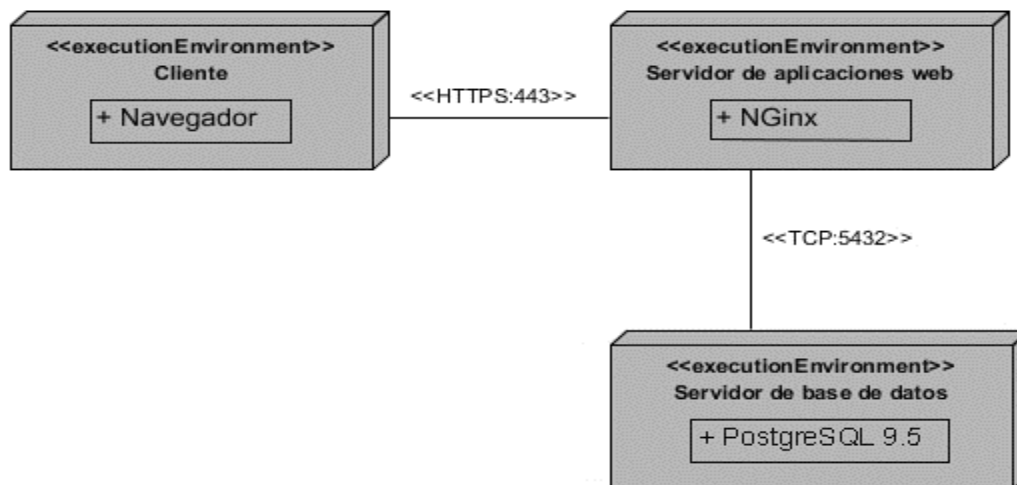 <<executionEnvironment>>
Cliente
+ Navegador
<<HTTPS:443>>
<<executionEnvironment>>
Servidor de aplicaciones web
+ NGinx
<<TCP:5432>>
<<executionEnvironment>>
Servidor de base de datos
+ PostgreSQL 9.5